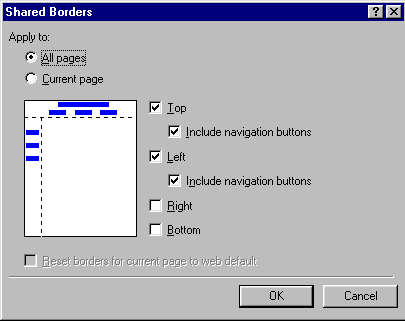 Shared Borders
Apply to:
All pages
Current page
Top
Include navigation buttons
Left
Include navigation buttons
Right
Bottom
Reset borders for current page to web default
OK
Cancel